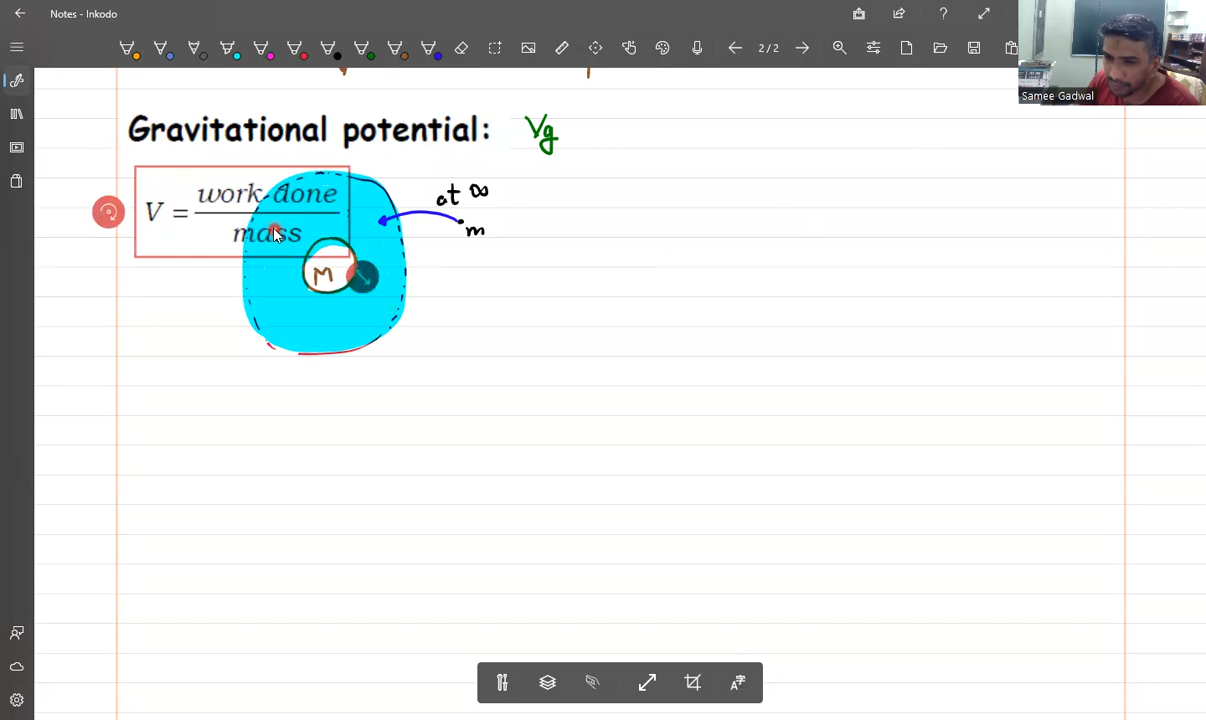 Notes - Inkodo
2/2
Samee Gadwal
Gravitational potential: Vg
V = work done / mass
at ∞
m
M